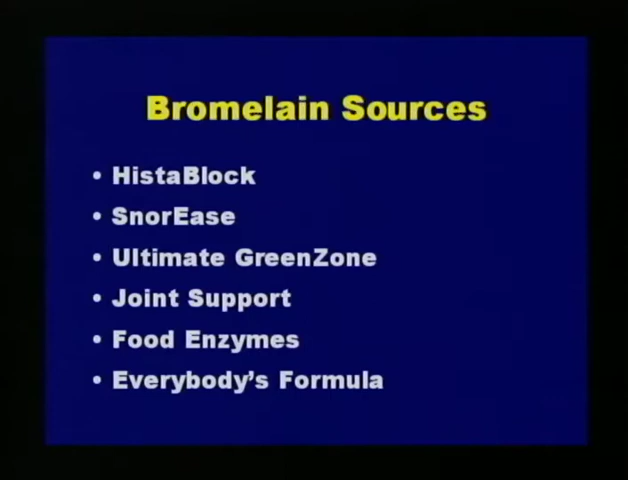 Bromelain Sources
• HistaBlock
• SnorEase
• Ultimate GreenZone
• Joint Support
• Food Enzymes
• Everybody's Formula